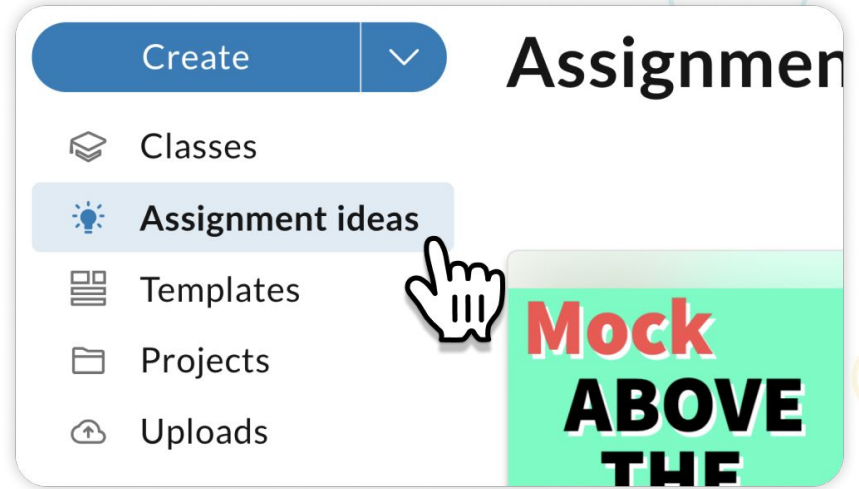 Create
Assignmen
Classes
Assignment ideas
Templates
Projects
Uploads
Mock
ABOVE
THE